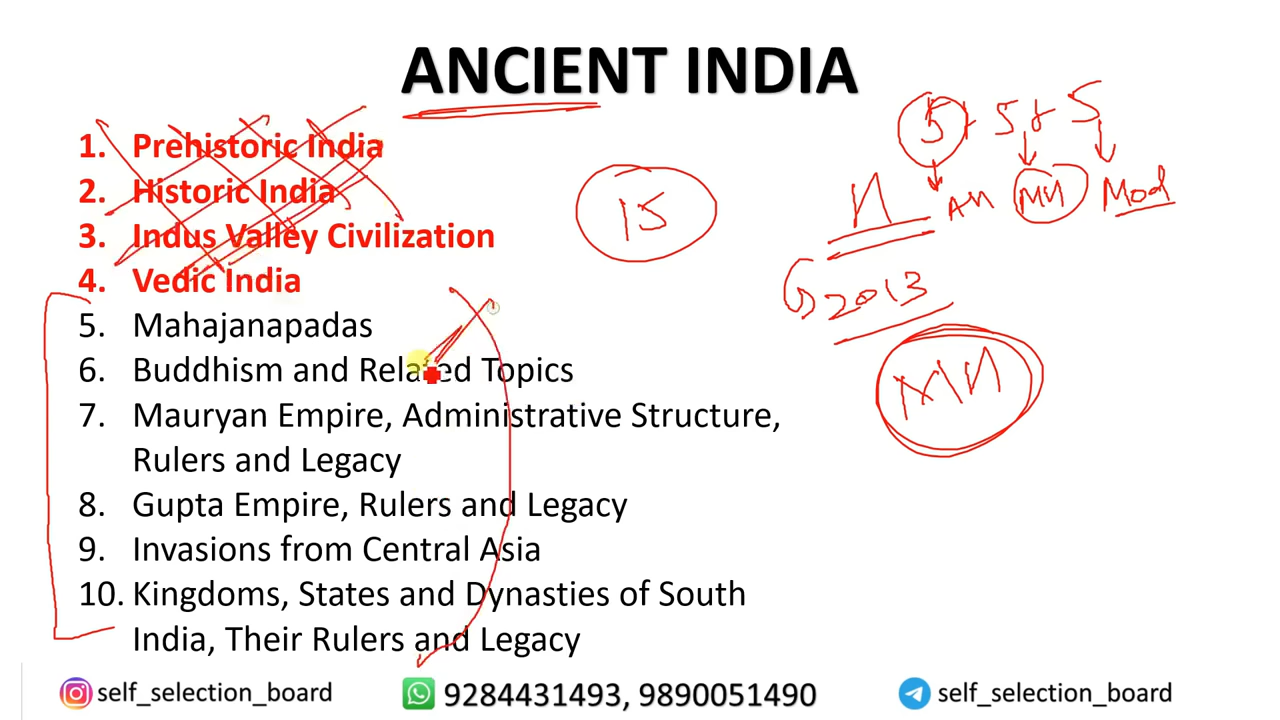 ANCIENT INDIA
5 + 5 + 5
1. Prehistoric India
2. Historic India
15
Mod
3. Indus Valley Civilization
4. Vedic India
2013
5. Mahajanapadas
6. Buddhism and Related Topics
7. Mauryan Empire, Administrative Structure,
Rulers and Legacy
8. Gupta Empire, Rulers and Legacy
9. Invasions from Central Asia
10. Kingdoms, States and Dynasties of South
India, Their Rulers and Legacy
self_selection_board 9284431493, 9890051490 self_selection_board